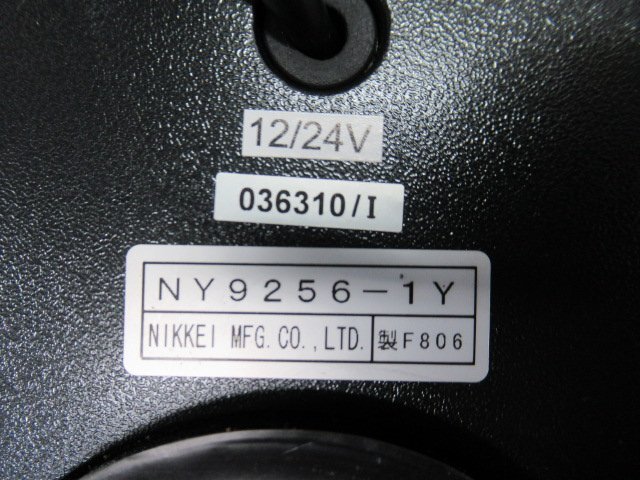 12/24V
036310/I
NY9256-1Y
NIKKEI MFG.CO.,LTD. 製F806